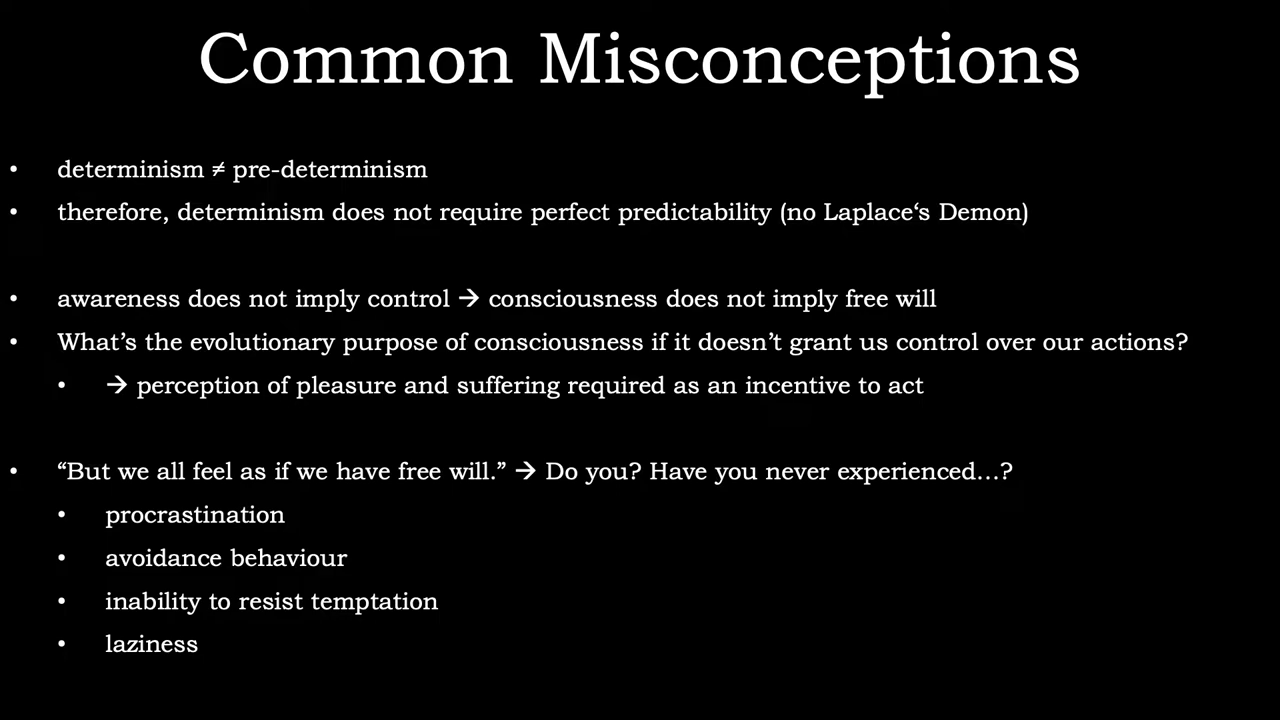 Common Misconceptions
• determinism ≠ pre-determinism
• therefore, determinism does not require perfect predictability (no Laplace‘s Demon)
• awareness does not imply control → consciousness does not imply free will
• What’s the evolutionary purpose of consciousness if it doesn’t grant us control over our actions?
• → perception of pleasure and suffering required as an incentive to act
• “But we all feel as if we have free will.” → Do you? Have you never experienced…?
• procrastination
• avoidance behaviour
• inability to resist temptation
• laziness